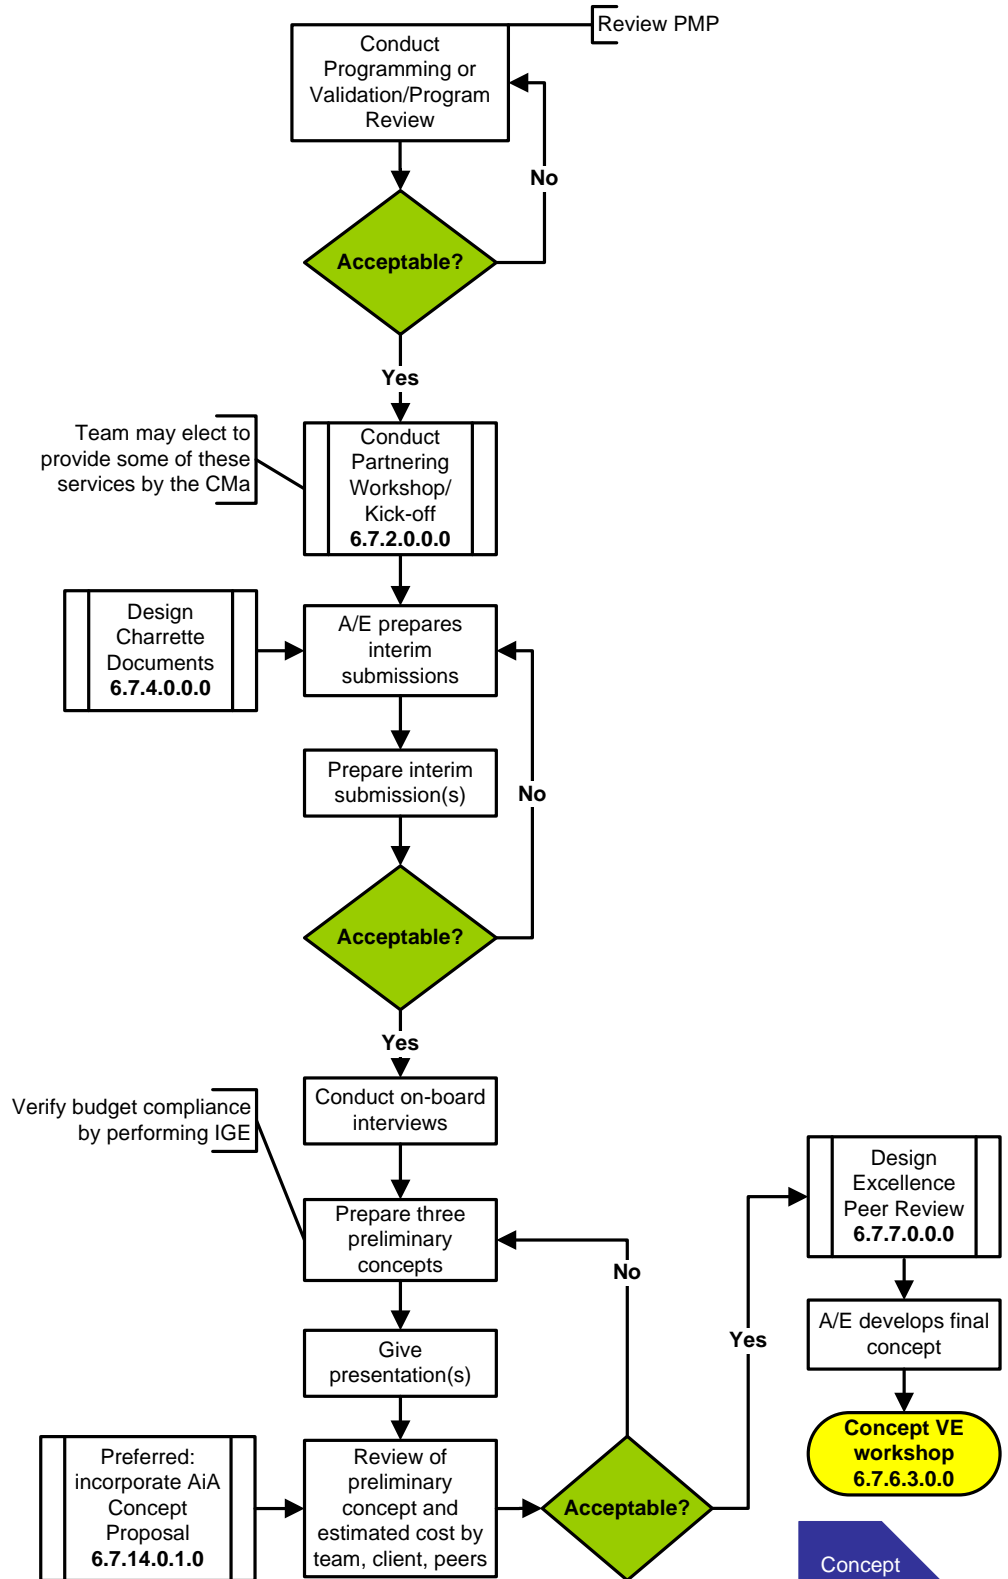 Review PMP
Conduct
Programming or
Validation/Program
Review
No
Acceptable?
Yes
Team may elect to
provide some of these
services by the CMa
Conduct
Partnering
Workshop/
Kick-off
6.7.2.0.0.0
Design
Charrette
Documents
6.7.4.0.0.0
A/E prepares
interim
submissions
Prepare interim
submission(s)
No
Acceptable?
Yes
Conduct on-board
interviews
Verify budget compliance
by performing IGE
Prepare three
preliminary
concepts
No
Give
presentation(s)
Preferred:
incorporate AiA
Concept
Proposal
6.7.14.0.1.0
Review of
preliminary
concept and
estimated cost by
team, client, peers
Acceptable?
Yes
Design
Excellence
Peer Review
6.7.7.0.0.0
A/E develops final
concept
Concept VE
workshop
6.7.6.3.0.0
Concept